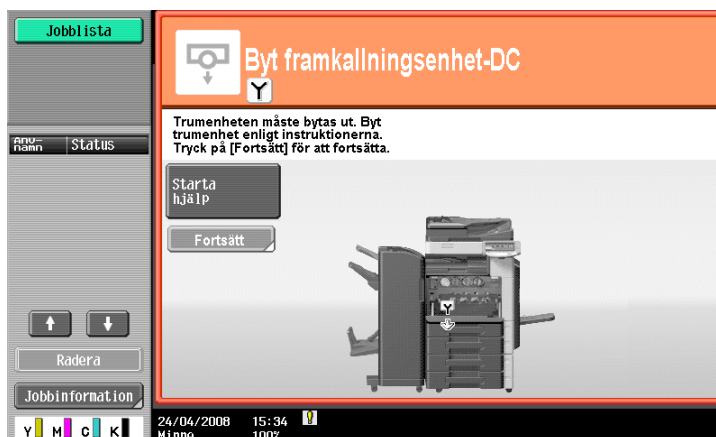 Jobblista
Byt framkallningsenhet-DC
Y
Trumenheten måste bytas ut. Byt
trumenhet enligt instruktionerna.
Tryck på [Fortsätt] för att fortsätta.
Anv-
namn Status
Starta
hjälp
Fortsätt
Y
Radera
Jobbinformation
Y M C K
24/04/2008 15:34
Minne 100%